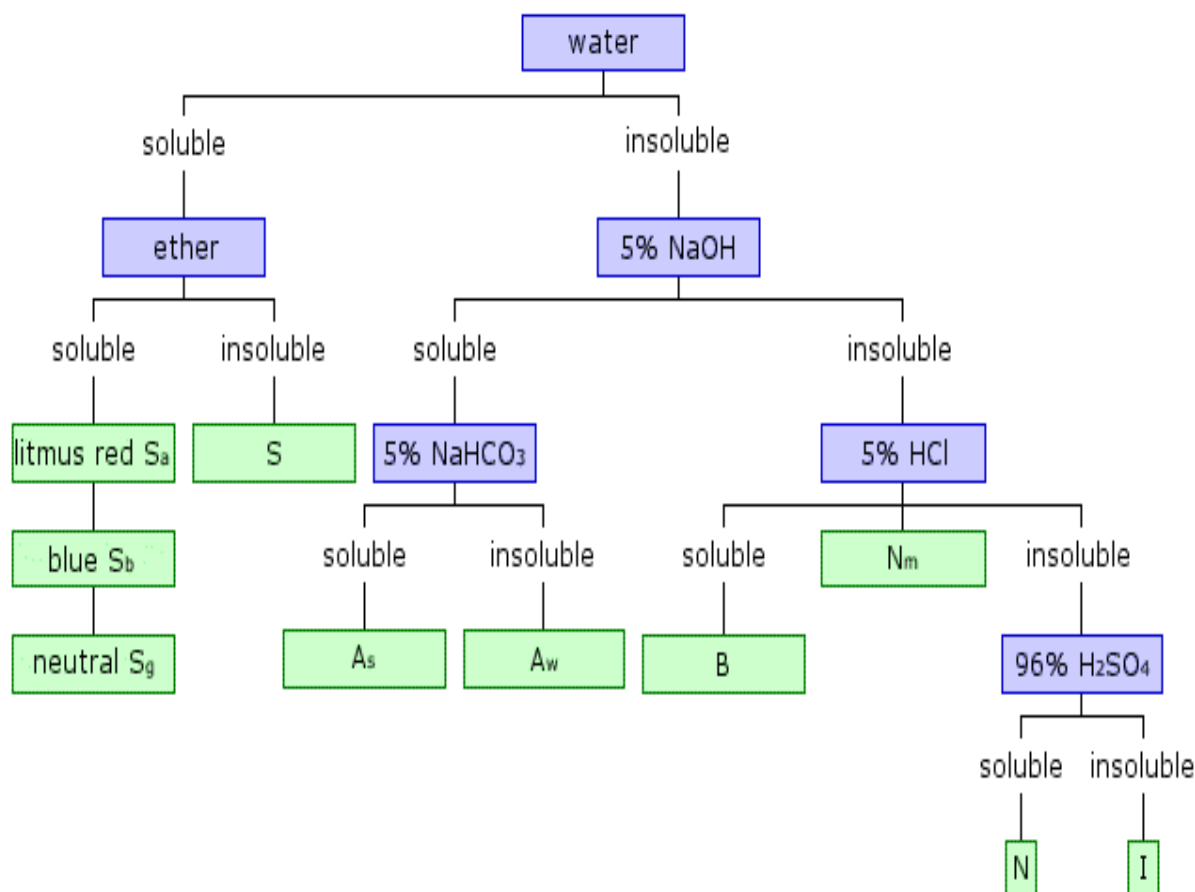 water
soluble
insoluble
ether
5% NaOH
soluble
insoluble
soluble
insoluble
litmus red Sa
S
5% NaHCO₃
5% HCl
blue Sb
soluble
insoluble
soluble
Nm
insoluble
neutral Sg
As
Aw
B
96% H₂SO₄
soluble
insoluble
N
I